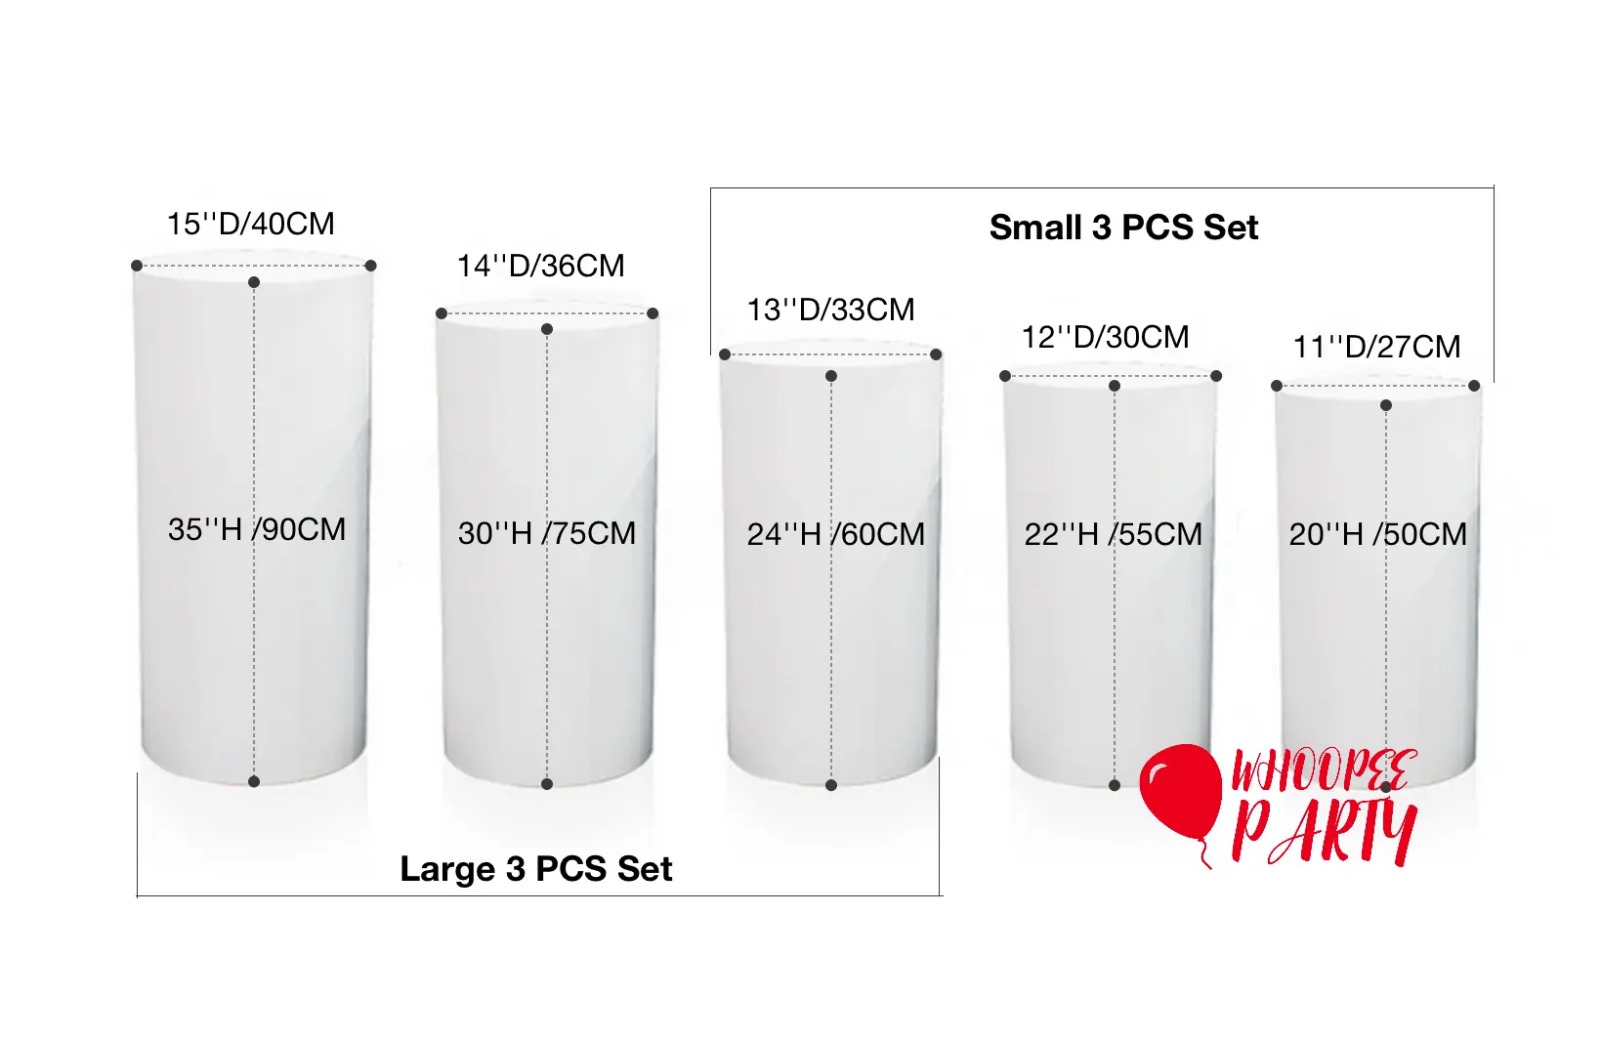 15''D/40CM
14''D/36CM
13''D/33CM
12''D/30CM
11''D/27CM
Small 3 PCS Set
35''H /90CM
30''H /75CM
24''H /60CM
22''H /55CM
20''H /50CM
Large 3 PCS Set
WHOOPEE
PARTY